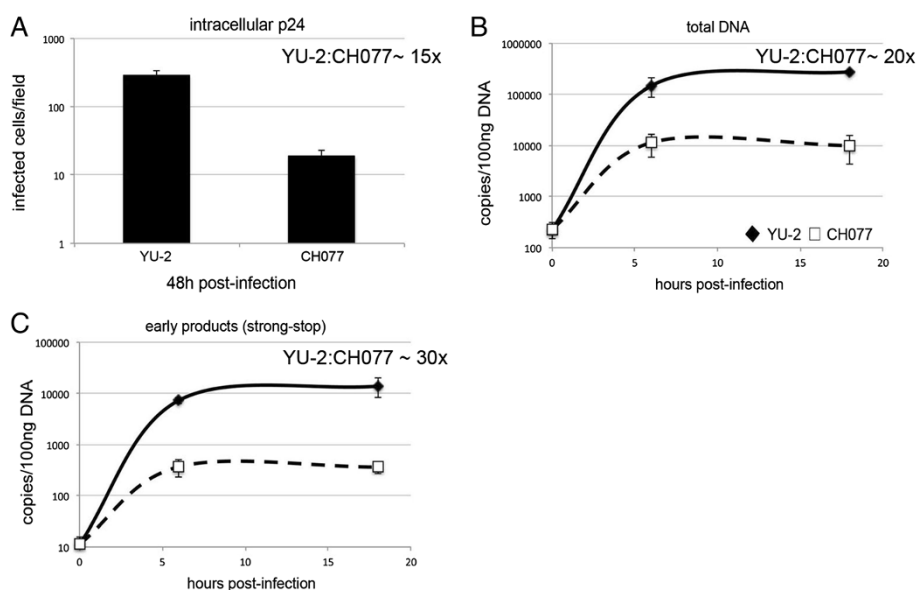 A
intracellular p24
YU-2:CH077~ 15x
infected cells/field
1000
100
10
1
YU-2
CH077
48h post-infection
B
total DNA
YU-2:CH077~ 20x
copies/100ng DNA
1000000
100000
10000
1000
100
YU-2
CH077
0
5
10
15
20
hours post-infection
C
early products (strong-stop)
YU-2:CH077 ~ 30x
copies/100ng DNA
100000
10000
1000
100
10
0
5
10
15
20
hours post-infection